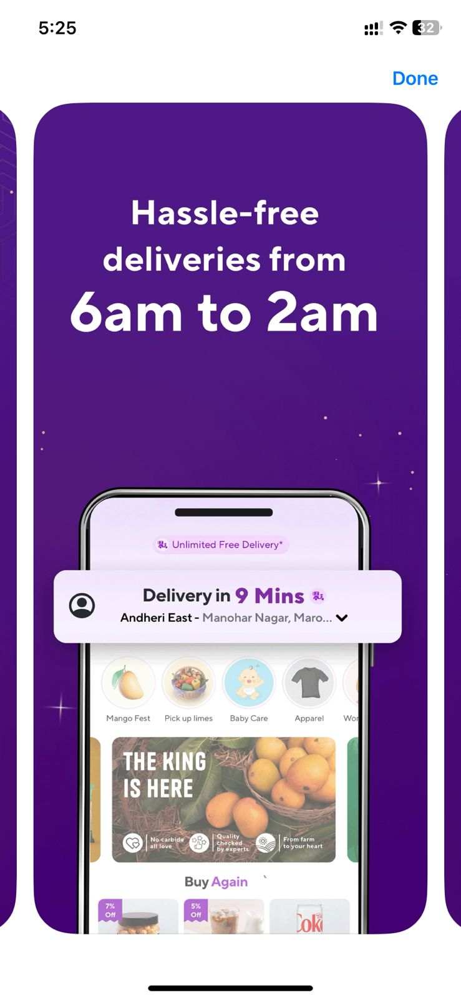 5:25
32
Done
Hassle-free
deliveries from
6am to 2am
Unlimited Free Delivery*
Delivery in 9 Mins
Andheri East - Manohar Nagar, Maro...
Mango Fest
Pick up limes
Baby Care
Apparel
Wor
THE KING
IS HERE
No carbide
all love
Quality
checked
by experts
From farm
to your heart
Buy Again
7%
Off
5%
Off
Coke